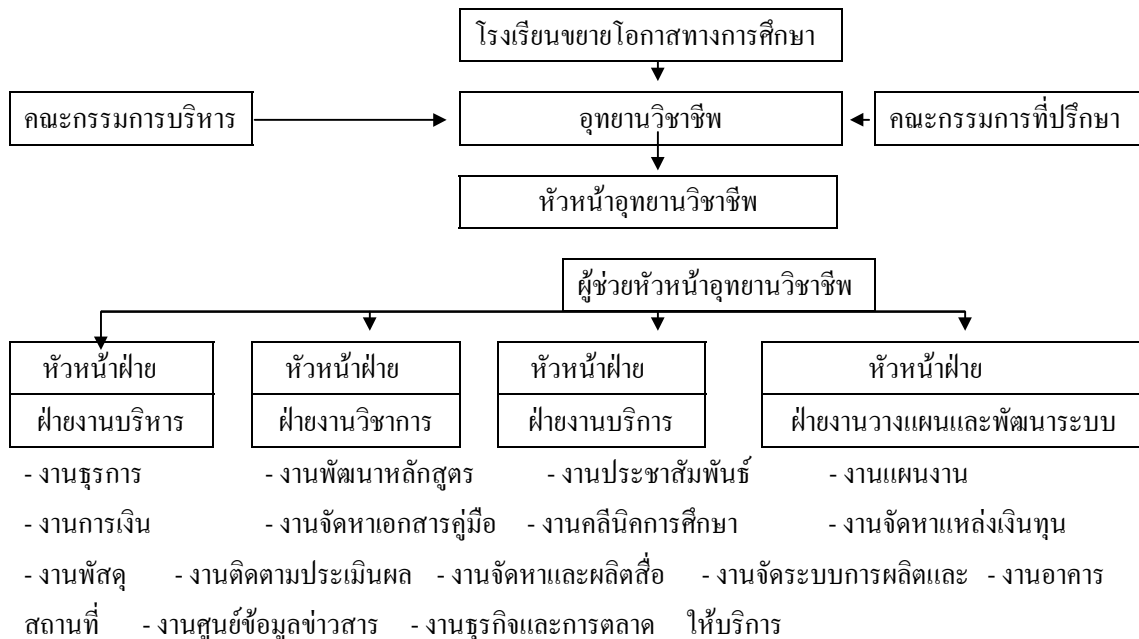 โรงเรียนขยายโอกาสทางการศึกษา
คณะกรรมการบริหาร อุทยานวิชาชีพ คณะกรรมการที่ปรึกษา
หัวหน้าอุทยานวิชาชีพ
ผู้ช่วยหัวหน้าอุทยานวิชาชีพ
หัวหน้าฝ่าย หัวหน้าฝ่าย หัวหน้าฝ่าย หัวหน้าฝ่าย
ฝ่ายงานบริหาร ฝ่ายงานวิชาการ ฝ่ายงานบริการ ฝ่ายงานวางแผนและพัฒนาระบบ
- งานธุรการ - งานพัฒนาหลักสูตร - งานประชาสัมพันธ์ - งานแผนงาน
- งานการเงิน - งานจัดหาเอกสารคู่มือ - งานคลีนิคการศึกษา - งานจัดหาแหล่งเงินทุน
- งานพัสดุ - งานติดตามประเมินผล - งานจัดหาและผลิตสื่อ - งานจัดระบบการผลิตและ - งานอาคาร
สถานที่ - งานศูนย์ข้อมูลข่าวสาร - งานธุรกิจและการตลาด ให้บริการ